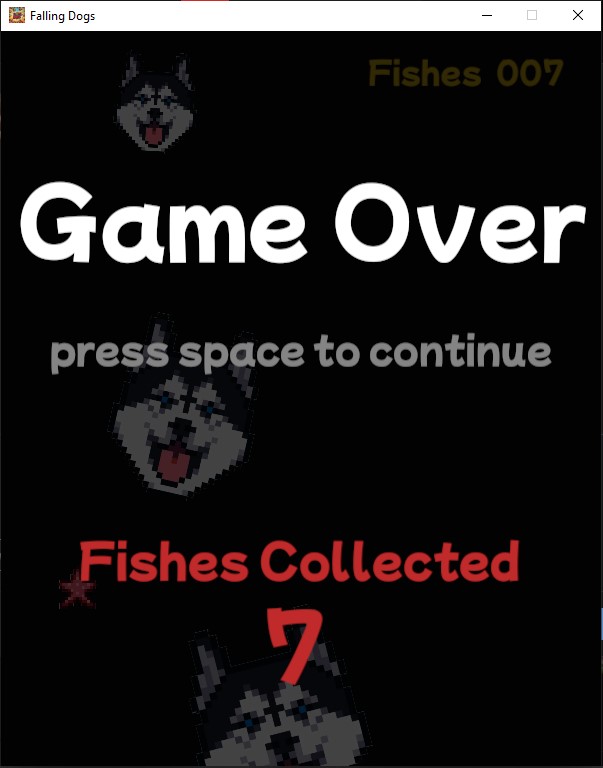 Falling Dogs
Fishes 007
Game Over
press space to continue
Fishes Collected
7